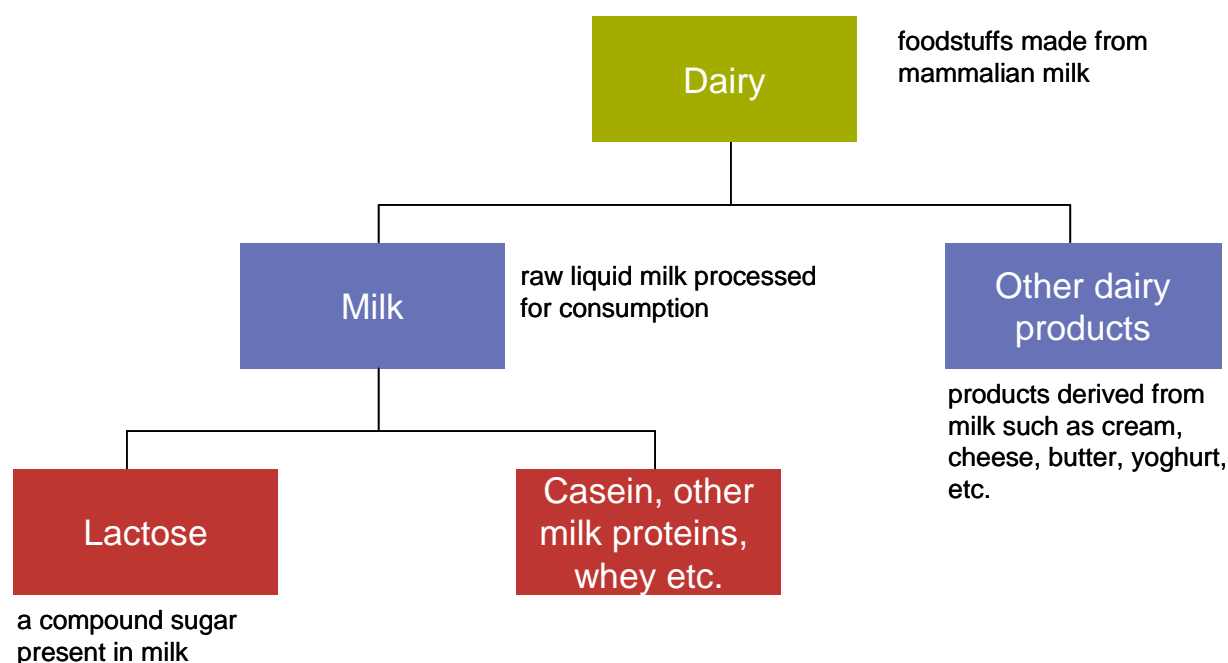 Dairy
foodstuffs made from
mammalian milk
Milk
raw liquid milk processed
for consumption
Other dairy
products
products derived from
milk such as cream,
cheese, butter, yoghurt,
etc.
Lactose
a compound sugar
present in milk
Casein, other
milk proteins,
whey etc.